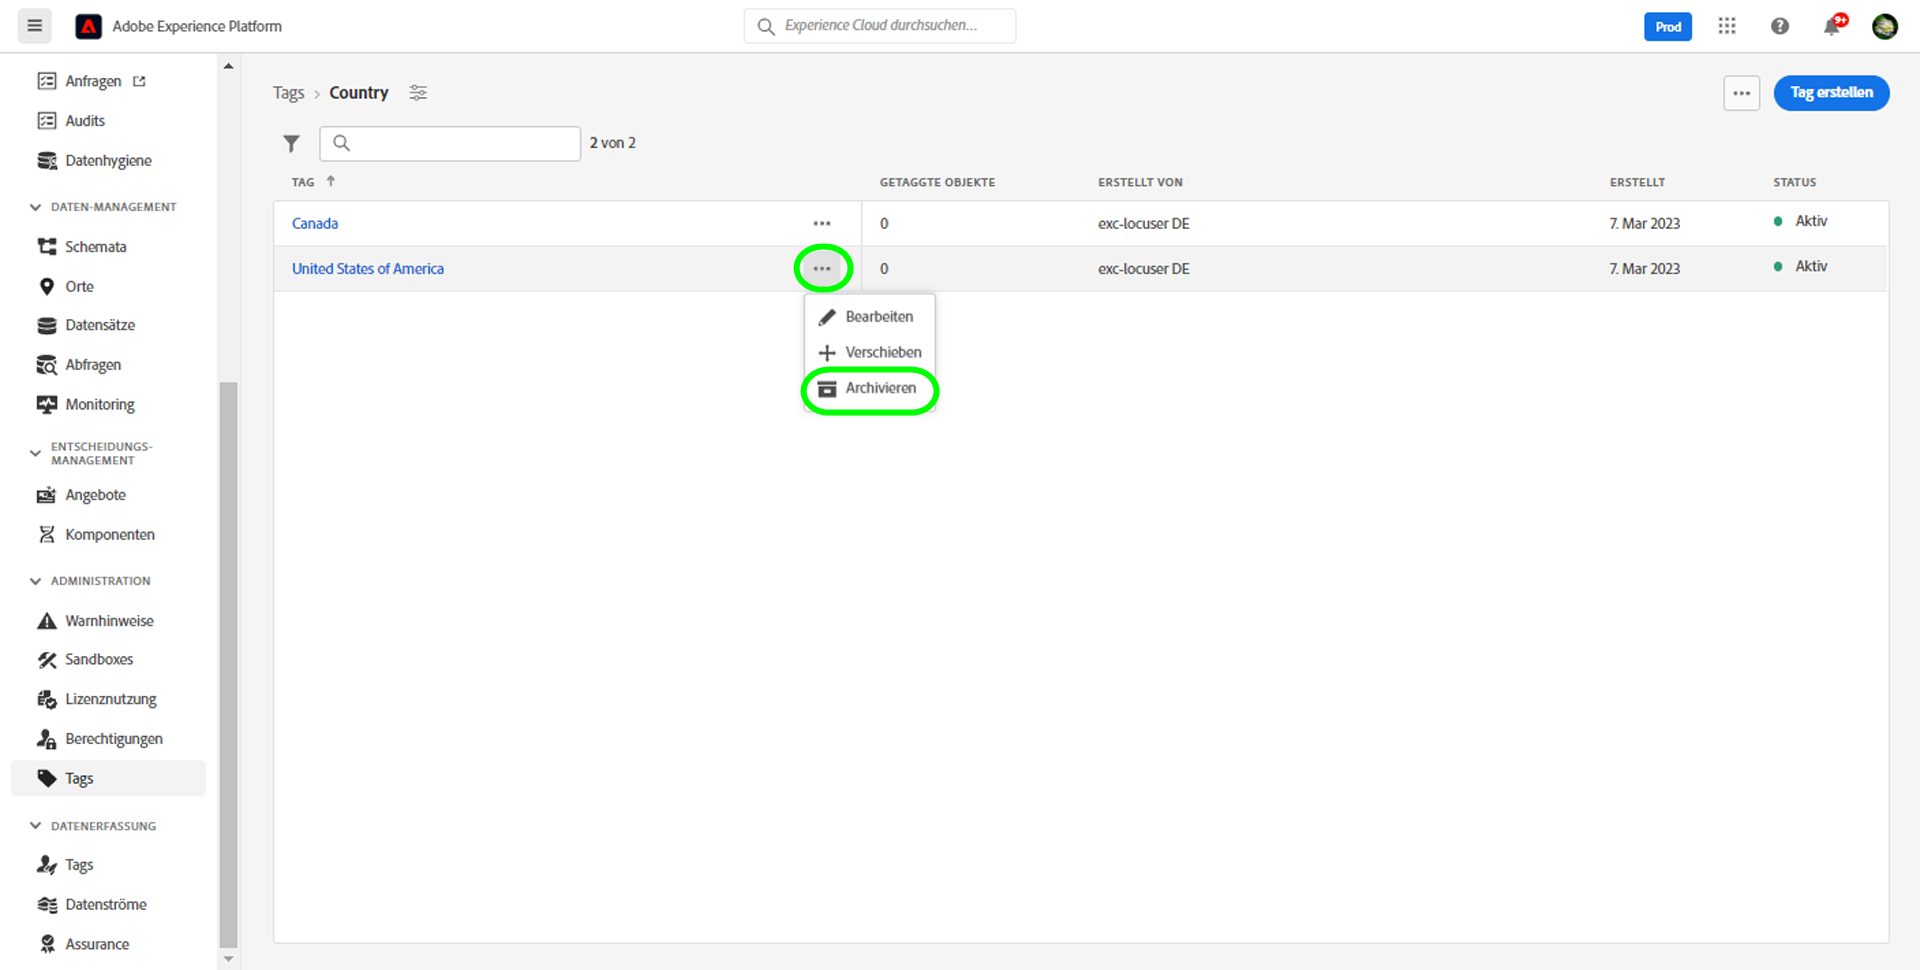 Adobe Experience Platform
Experience Cloud durchsuchen...
Prod
9+
Anfragen
Audits
Datenhygiene
DATEN-MANAGEMENT
Schemata
Orte
Datensätze
Abfragen
Monitoring
ENTSCHEIDUNGS-
MANAGEMENT
Angebote
Komponenten
ADMINISTRATION
Warnhinweise
Sandboxes
Lizenznutzung
Berechtigungen
Tags
DATENERFASSUNG
Tags
Datenströme
Assurance
Tags > Country
Tag erstellen
2 von 2
TAG GETAGGTE OBJEKTE ERSTELLT VON ERSTELLT STATUS
Canada 0 exc-locuser DE 7. Mar 2023 Aktiv
United States of America 0 exc-locuser DE 7. Mar 2023 Aktiv
Bearbeiten
Verschieben
Archivieren